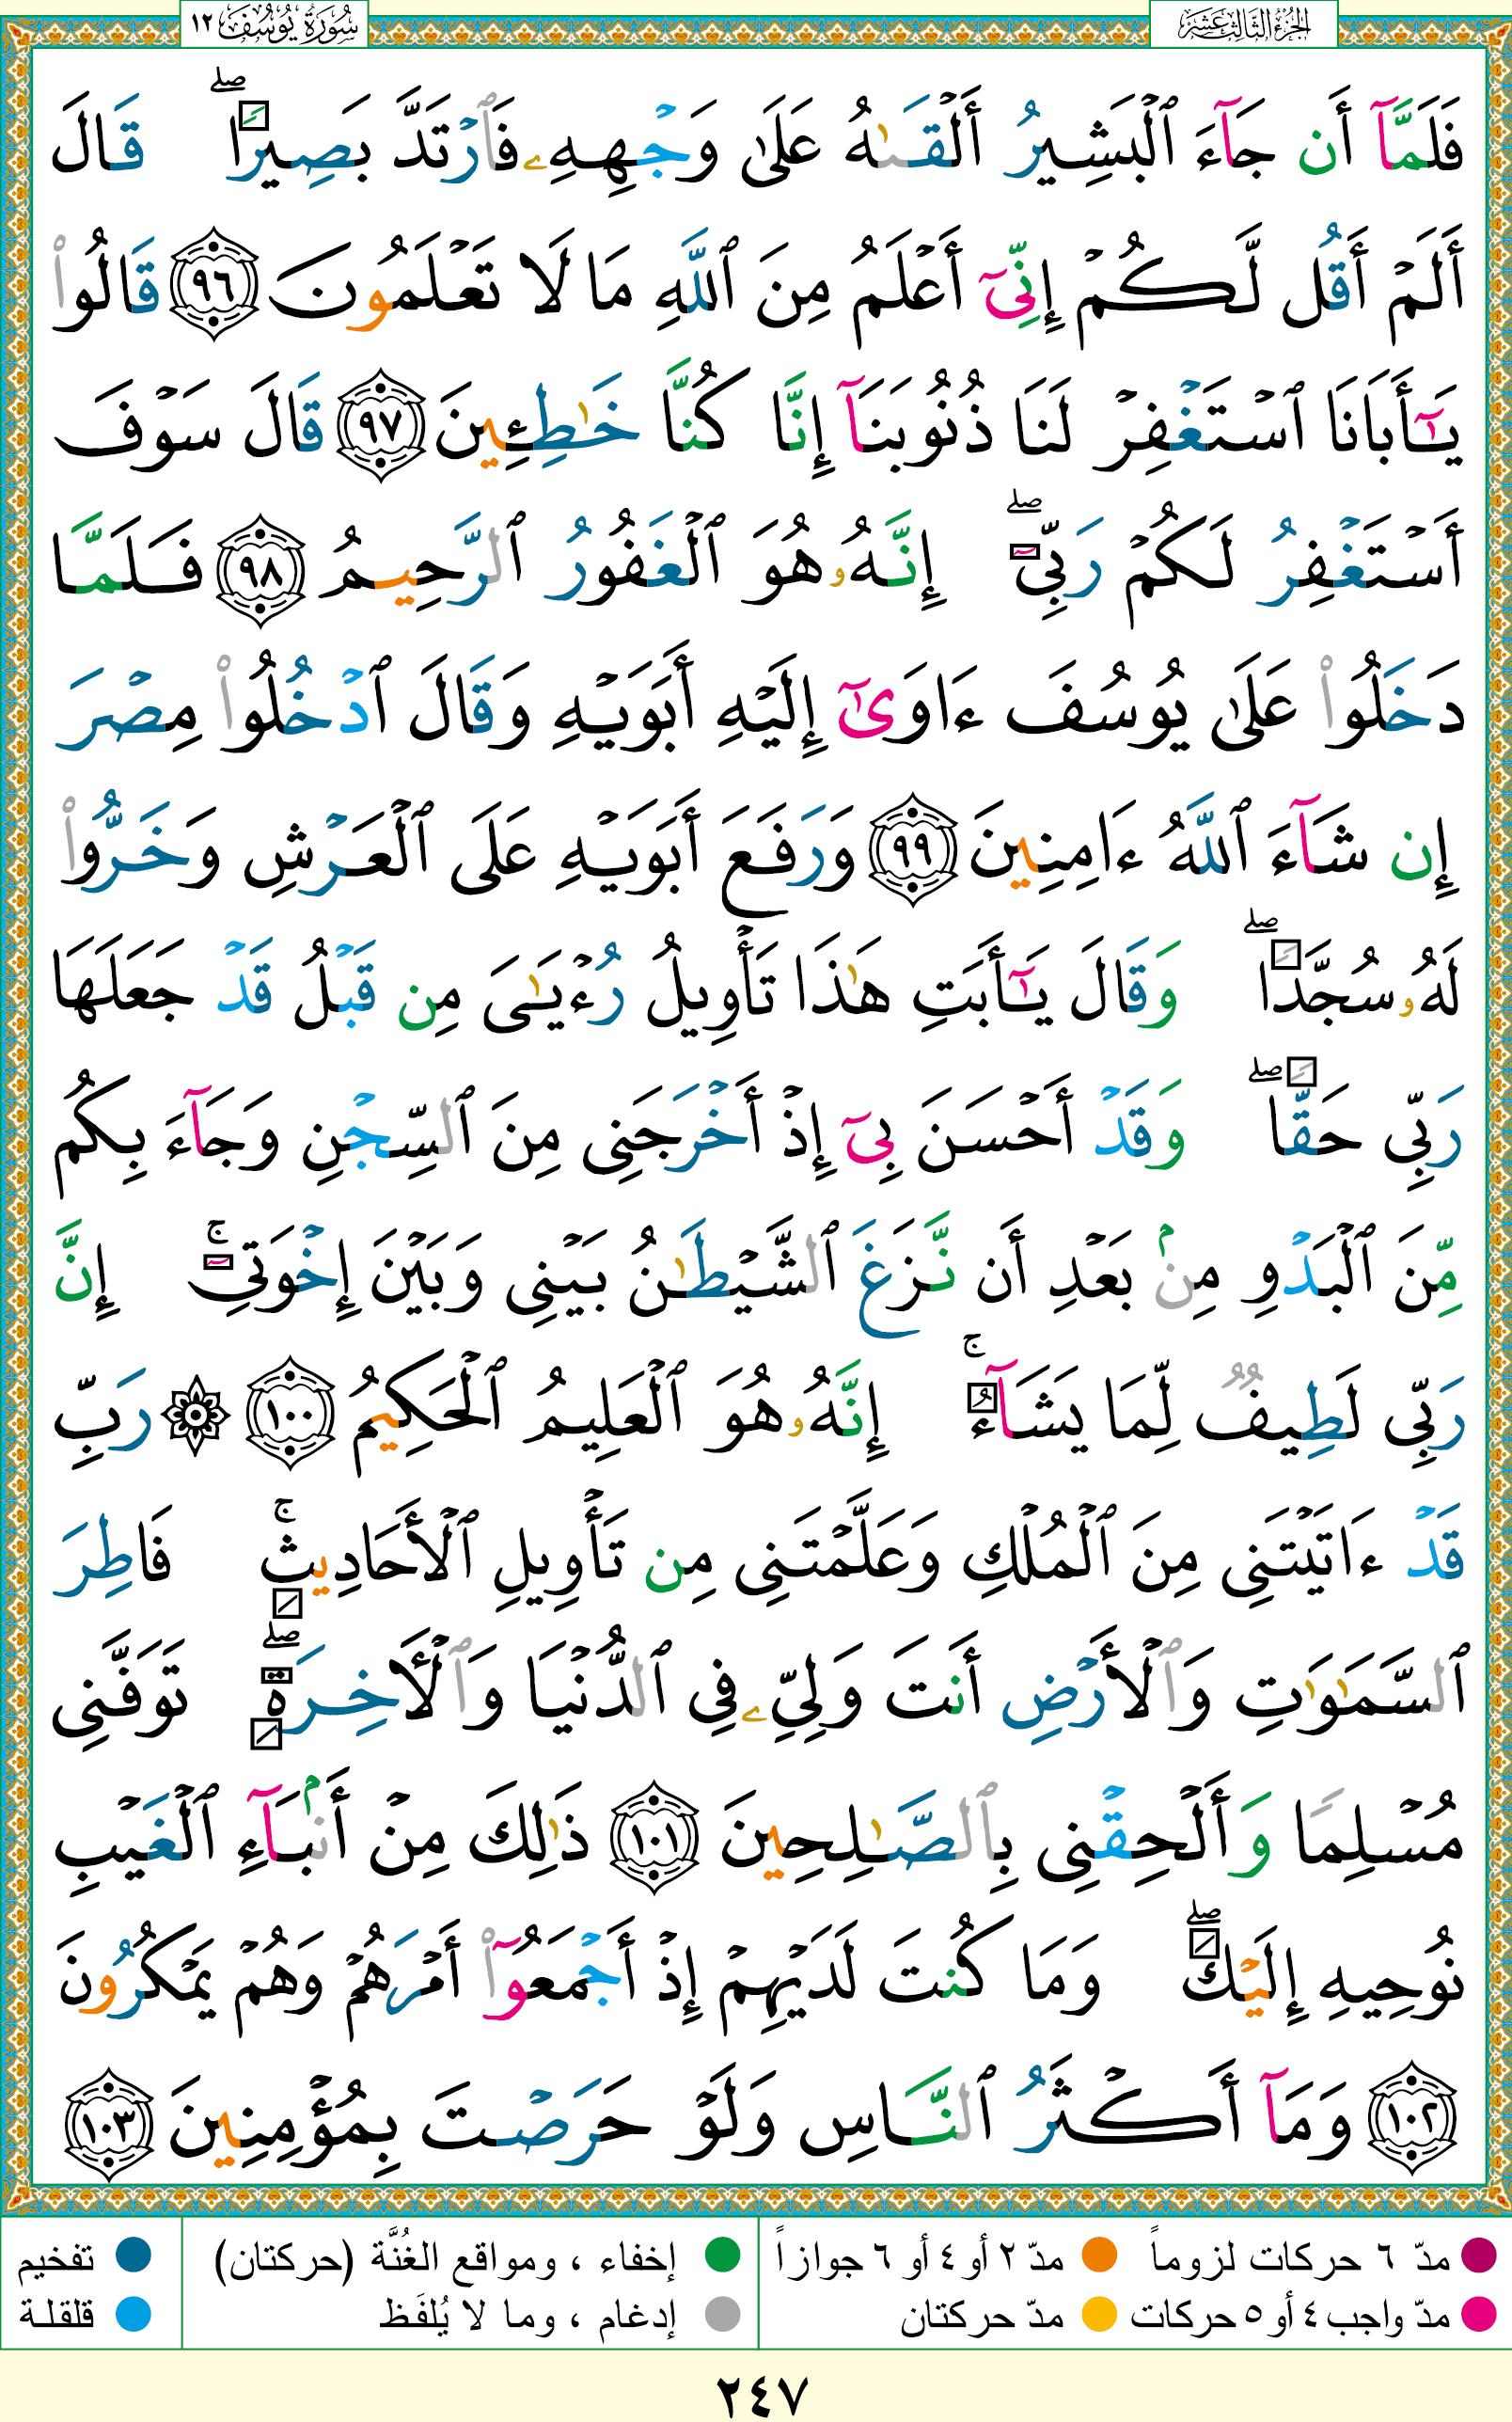 الجزء الثالث عشر
سُورَةُ يُوسُف ١٢
فَلَمَّآ أَن جَآءَ ٱلۡبَشِيرُ أَلۡقَىٰهُ عَلَىٰ وَجۡهِهِۦ فَٱرۡتَدَّ بَصِيرٗاۖ قَالَ
أَلَمۡ أَقُل لَّكُمۡ إِنِّيٓ أَعۡلَمُ مِنَ ٱللَّهِ مَا لَا تَعۡلَمُونَ ٩٦ قَالُواْ
يَـٰٓأَبَانَا ٱسۡتَغۡفِرۡ لَنَا ذُنُوبَنَآ إِنَّا كُنَّا خَٰطِـِٔينَ ٩٧ قَالَ سَوۡفَ
أَسۡتَغۡفِرُ لَكُمۡ رَبِّيٓۖ إِنَّهُۥ هُوَ ٱلۡغَفُورُ ٱلرَّحِيمُ ٩٨ فَلَمَّا
دَخَلُواْ عَلَىٰ يُوسُفَ ءَاوَىٰٓ إِلَيۡهِ أَبَوَيۡهِ وَقَالَ ٱدۡخُلُواْ مِصۡرَ
إِن شَآءَ ٱللَّهُ ءَامِنِينَ ٩٩ وَرَفَعَ أَبَوَيۡهِ عَلَى ٱلۡعَرۡشِ وَخَرُّواْ
لَهُۥ سُجَّدٗاۖ وَقَالَ يَـٰٓأَبَتِ هَٰذَا تَأۡوِيلُ رُءۡيَٰيَ مِن قَبۡلُ قَدۡ جَعَلَهَا
رَبِّي حَقّٗاۖ وَقَدۡ أَحۡسَنَ بِيٓ إِذۡ أَخۡرَجَنِي مِنَ ٱلسِّجۡنِ وَجَآءَ بِكُم
مِّنَ ٱلۡبَدۡوِ مِنۢ بَعۡدِ أَن نَّزَغَ ٱلشَّيۡطَٰنُ بَيۡنِي وَبَيۡنَ إِخۡوَتِيٓۚ إِنَّ
رَبِّي لَطِيفٞ لِّمَا يَشَآءُۚ إِنَّهُۥ هُوَ ٱلۡعَلِيمُ ٱلۡحَكِيمُ ١٠٠ ۞ رَبِّ
قَدۡ ءَاتَيۡتَنِي مِنَ ٱلۡمُلۡكِ وَعَلَّمۡتَنِي مِن تَأۡوِيلِ ٱلۡأَحَادِيثِۚ فَاطِرَ
ٱلسَّمَٰوَٰتِ وَٱلۡأَرۡضِ أَنتَ وَلِيِّۦ فِي ٱلدُّنۡيَا وَٱلۡأٓخِرَةِۖ تَوَفَّنِي
مُسۡلِمٗا وَأَلۡحِقۡنِي بِٱلصَّٰلِحِينَ ١٠١ ذَٰلِكَ مِنۡ أَنۢبَآءِ ٱلۡغَيۡبِ
نُوحِيهِ إِلَيۡكَۖ وَمَا كُنتَ لَدَيۡهِمۡ إِذۡ أَجۡمَعُوٓاْ أَمۡرَهُمۡ وَهُمۡ يَمۡكُرُونَ
١٠٢ وَمَآ أَكۡثَرُ ٱلنَّاسِ وَلَوۡ حَرَصۡتَ بِمُؤۡمِنِينَ ١٠٣
مدّ ٦ حركات لزوماً مدّ ٢ أو ٤ أو ٦ جوازاً إخفاء ، ومواقع الغُنَّة (حركتان) تفخيم
مدّ واجب ٤ أو ٥ حركات مدّ حركتان إدغام ، وما لا يُلفَظ قلقلة
٢٤٧